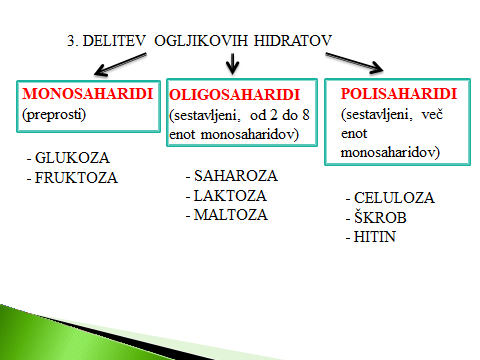 3. DELITEV OGLJIKOVIH HIDRATOV
MONOSAHARIDI
(preprosti)
- GLUKOZA
- FRUKTOZA
OLIGOSAHARIDI
(sestavljeni, od 2 do 8
enot monosaharidov)
- SAHAROZA
- LAKTOZA
- MALTOZA
POLISAHARIDI
(sestavljeni, več
enot
monosaharidov)
- CELULOZA
- ŠKROB
- HITIN